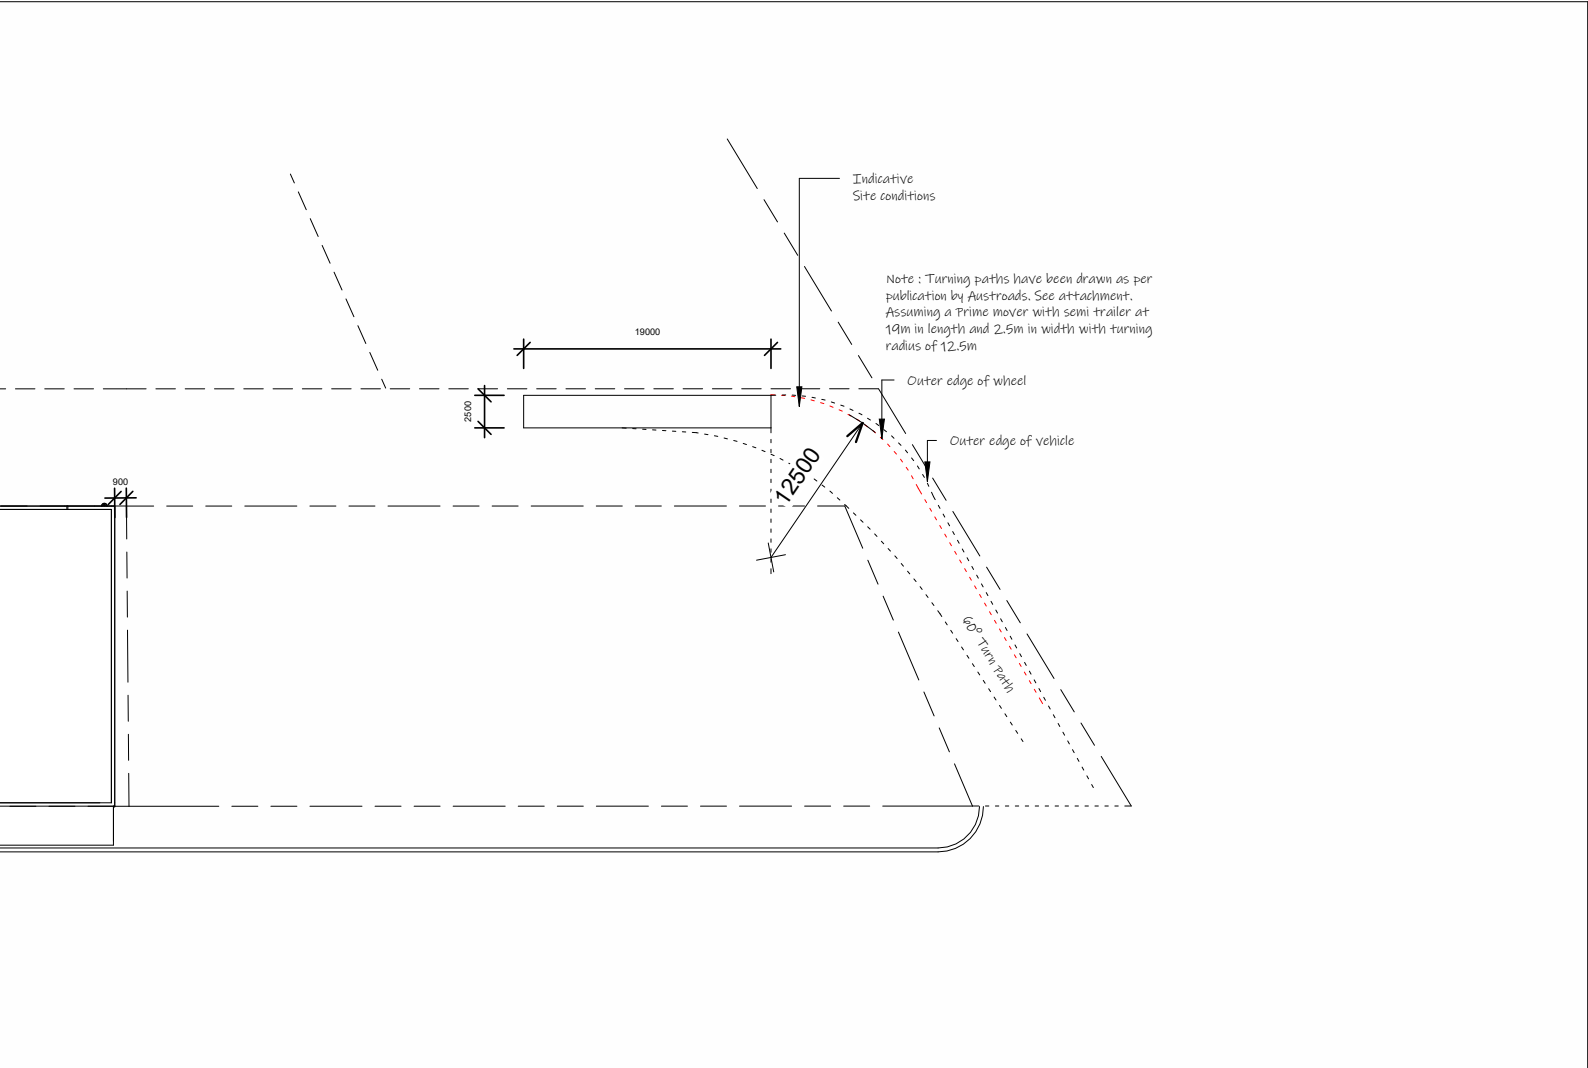 Indicative
Site conditions
Note : Turning paths have been drawn as per
publication by Austroads. See attachment.
Assuming a Prime mover with semi trailer at
19m in length and 2.5m in width with turning
radius of 12.5m
19000
Outer edge of wheel
2500
Outer edge of vehicle
12500
900
60° Turn Path